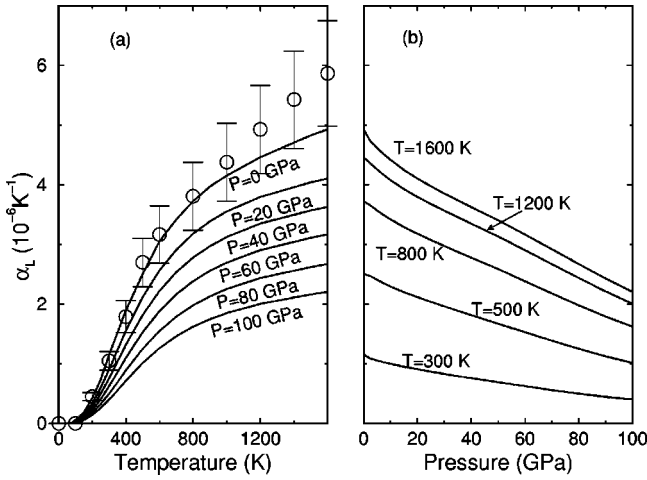 (a)
(b)
6
4
2
0
α_L (10⁻⁶K⁻¹)
P=0 GPa
P=20 GPa
P=40 GPa
P=60 GPa
P=80 GPa
P=100 GPa
T=1600 K
T=1200 K
T=800 K
T=500 K
T=300 K
0 400 800 1200
0 20 40 60 80 100
Temperature (K)
Pressure (GPa)